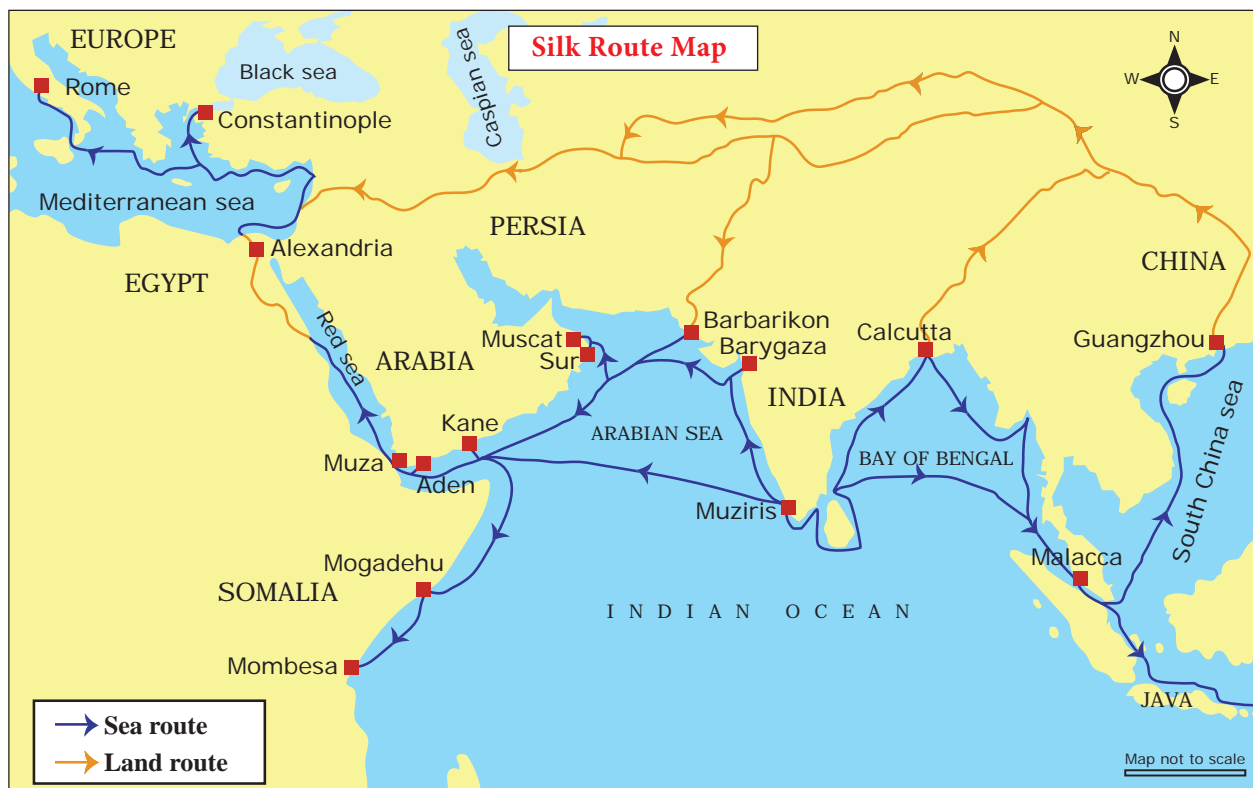 Silk Route Map
EUROPE
Black sea
Caspian sea
N
W E
S
Rome
Constantinople
Mediterranean sea
PERSIA
Alexandria
EGYPT
CHINA
Red sea
ARABIA
Muscat
Sur
Barbarikon
Barygaza
Calcutta
Guangzhou
INDIA
Kane
ARABIAN SEA
BAY OF BENGAL
South China sea
Muza
Aden
Muziris
Malacca
Mogadehu
SOMALIA
INDIAN OCEAN
Mombesa
JAVA
Sea route
Land route
Map not to scale